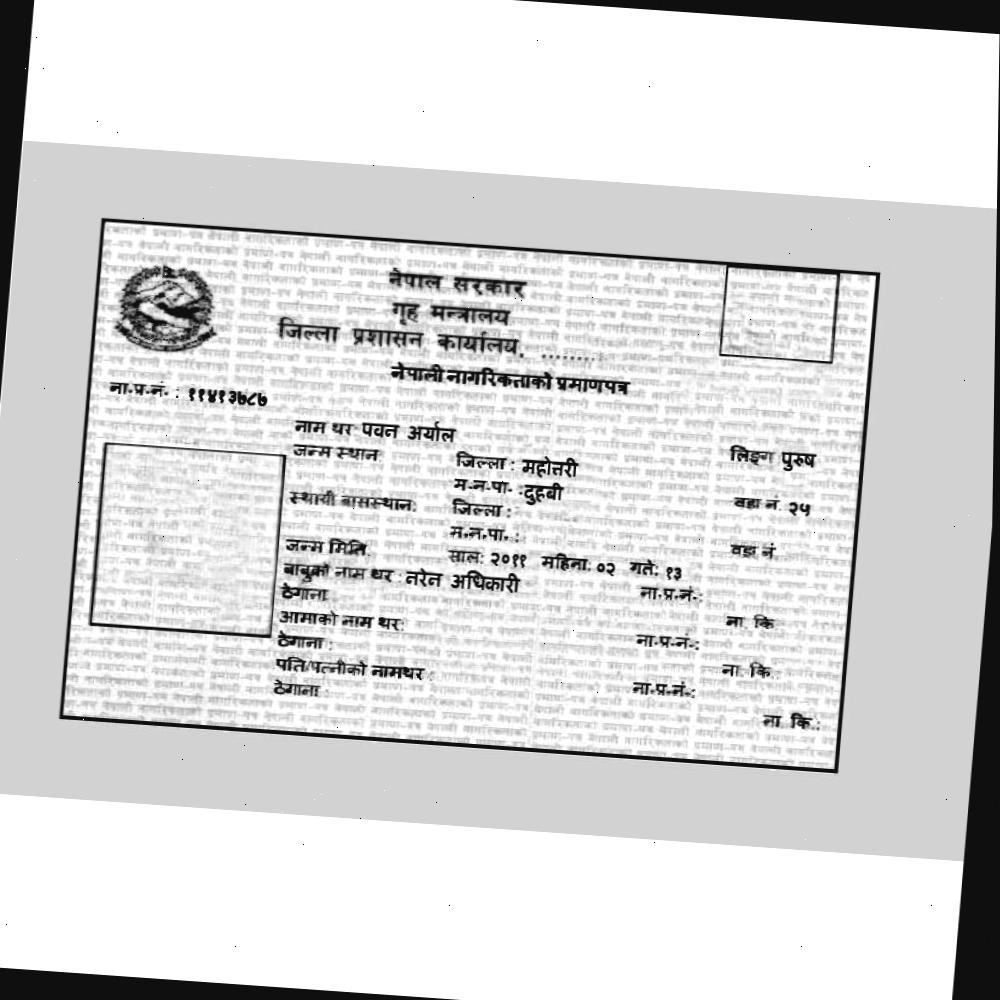 नेपाल सरकार
गृह मन्त्रालय
जिल्ला प्रशासन कार्यालय, ........
नेपाली नागरिकताको प्रमाणपत्र
ना.प्र.नं. : ११४१३७८७
नाम थर पवन अर्याल लिङ्ग पुरुष
जन्म स्थान: जिल्ला : महोत्तरी
म.न.पा. :दुहबी वडा नं. २५
स्थायी बासस्थान: जिल्ला :
म.न.पा. : वडा नं.
जन्म मिति: साल: २०११ महिना: ०२ गते: १३
बाबुको नाम थर : नरेन अधिकारी ना.प्र.नं.:
ठेगाना : ना. कि.
आमाको नाम थर: ना.प्र.नं.:
ठेगाना : ना. कि.:
पति/पत्नीको नामथर : ना.प्र.नं.:
ठेगाना : ना. कि.: